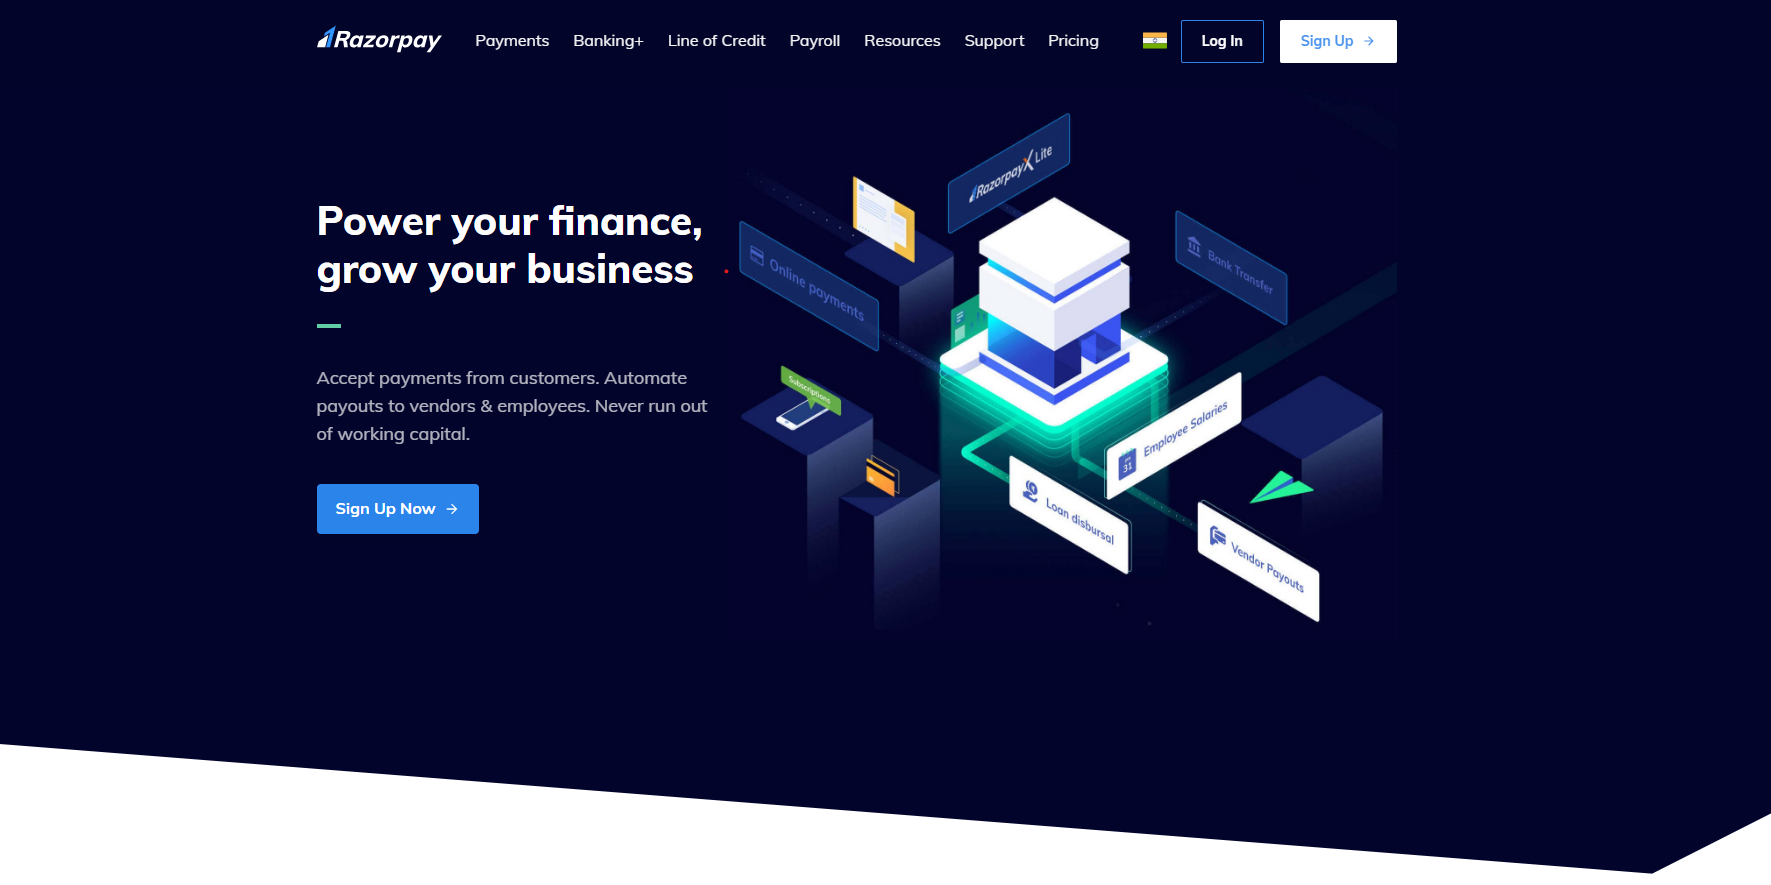 Razorpay
Payments
Banking+
Line of Credit
Payroll
Resources
Support
Pricing
Log In
Sign Up
Power your finance,
grow your business
Accept payments from customers. Automate
payouts to vendors & employees. Never run out
of working capital.
Sign Up Now
RazorpayX Lite
Online payments
Bank Transfer
Subscriptions
Employee Salaries
31
Loan disbursal
Vendor Payouts